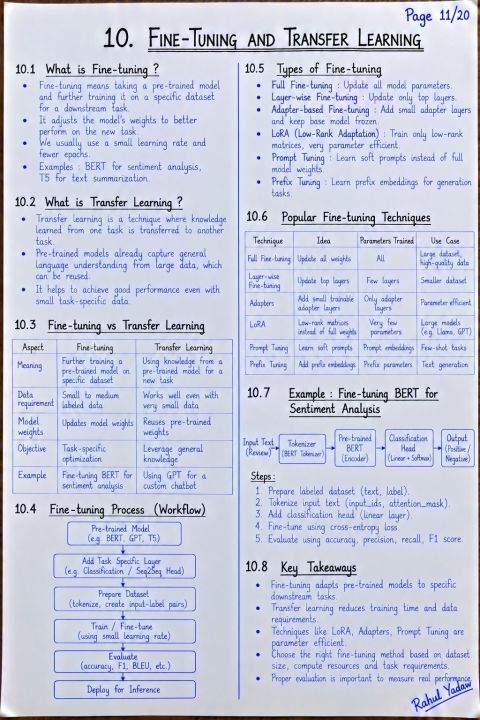 Page 11/20
10. FINE-TUNING AND TRANSFER LEARNING
10.1 What is Fine-tuning ?
• Fine-tuning means taking a pre-trained model
and further training it on a specific dataset
for a downstream task.
• It adjusts the model's weights to better
perform on the new task.
• We usually use a small learning rate and
fewer epochs.
• Examples : BERT for sentiment analysis,
T5 for text summarization.
10.2 What is Transfer Learning ?
• Transfer learning is a technique where knowledge
learned from one task is transferred to another
task.
• Pre-trained models already capture general
language understanding from large data, which
can be reused.
• It helps to achieve good performance even with
small task-specific data.
10.3 Fine-tuning vs Transfer Learning
Aspect Fine-tuning Transfer Learning
Meaning Further training a pre-trained model on specific dataset Using knowledge from a pre-trained model for a new task
Data requirement Small to medium labeled data Works well even with very small data
Model weights Updates model weights Reuses pre-trained weights
Objective Task-specific optimization Leverage general knowledge
Example Fine-tuning BERT for sentiment analysis Using GPT for a custom chatbot
10.4 Fine-tuning Process (Workflow)
Pre-trained Model
(e.g. BERT, GPT, T5)
Add Task Specific Layer
(e.g. Classification / Seq2Seq Head)
Prepare Dataset
(tokenize, create input-label pairs)
Train / Fine-tune
(using small learning rate)
Evaluate
(accuracy, F1, BLEU, etc.)
Deploy for Inference
10.5 Types of Fine-tuning
• Full Fine-tuning : Update all model parameters.
• Layer-wise Fine-tuning : Update only top layers.
• Adapter-based Fine-tuning : Add small adapter layers
and keep base model frozen.
• LoRA (Low-Rank Adaptation) : Train only low-rank
matrices, very parameter efficient.
• Prompt Tuning : Learn soft prompts instead of full
model weights.
• Prefix Tuning : Learn prefix embeddings for generation
tasks.
10.6 Popular Fine-tuning Techniques
Technique Idea Parameters Trained Use Case
Full Fine-tuning Update all weights All Large dataset, high-quality data
Layer-wise Fine-tuning Update top layers Few layers Smaller dataset
Adapters Add small trainable adapter layers Only adapter layers Parameter efficient
LoRA Low-rank matrices instead of full weights Very few parameters Large models (e.g. Llama, GPT)
Prompt Tuning Learn soft prompts Prompt embeddings Few-shot tasks
Prefix Tuning Add prefix embeddings Prefix parameters Text generation
10.7 Example : Fine-tuning BERT for
Sentiment Analysis
Input Text (Review)
Tokenizer (BERT Tokenizer)
Pre-trained BERT (Encoder)
Classification Head (Linear + Softmax)
Output (Positive / Negative)
Steps :
1. Prepare labeled dataset (text, label).
2. Tokenize input text (input_ids, attention_mask).
3. Add classification head (linear layer).
4. Fine-tune using cross-entropy loss.
5. Evaluate using accuracy, precision, recall, F1 score.
10.8 Key Takeaways
• Fine-tuning adapts pre-trained models to specific
downstream tasks.
• Transfer learning reduces training time and data
requirements.
• Techniques like LoRA, Adapters, Prompt Tuning are
parameter efficient.
• Choose the right fine-tuning method based on dataset
size, compute resources and task requirements.
• Proper evaluation is important to measure real performance.
Rahul Yadav